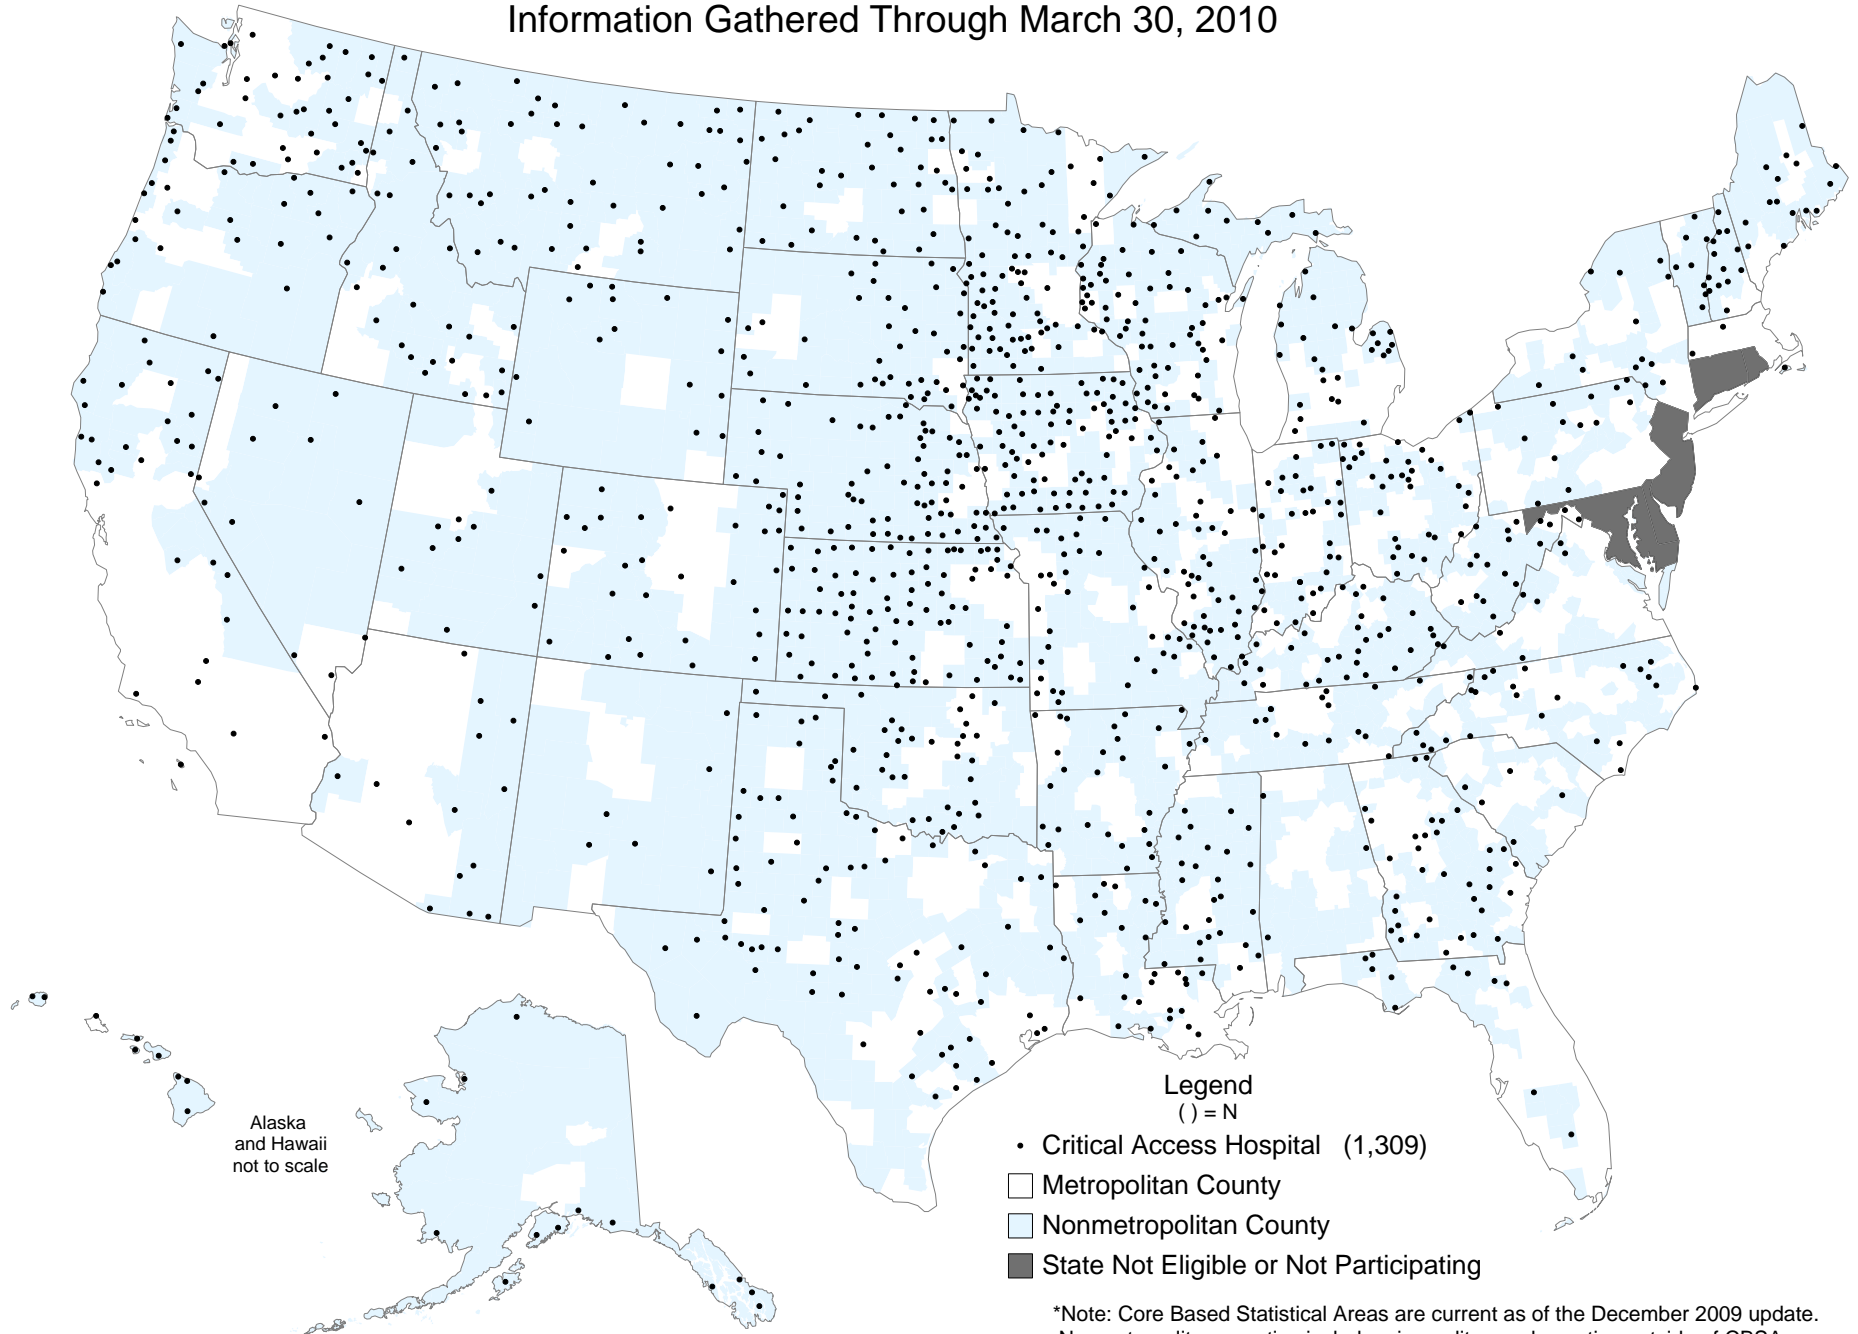 Information Gathered Through March 30, 2010
Alaska
and Hawaii
not to scale
Legend
( ) = N
Critical Access Hospital (1,309)
Metropolitan County
Nonmetropolitan County
State Not Eligible or Not Participating
*Note: Core Based Statistical Areas are current as of the December 2009 update.